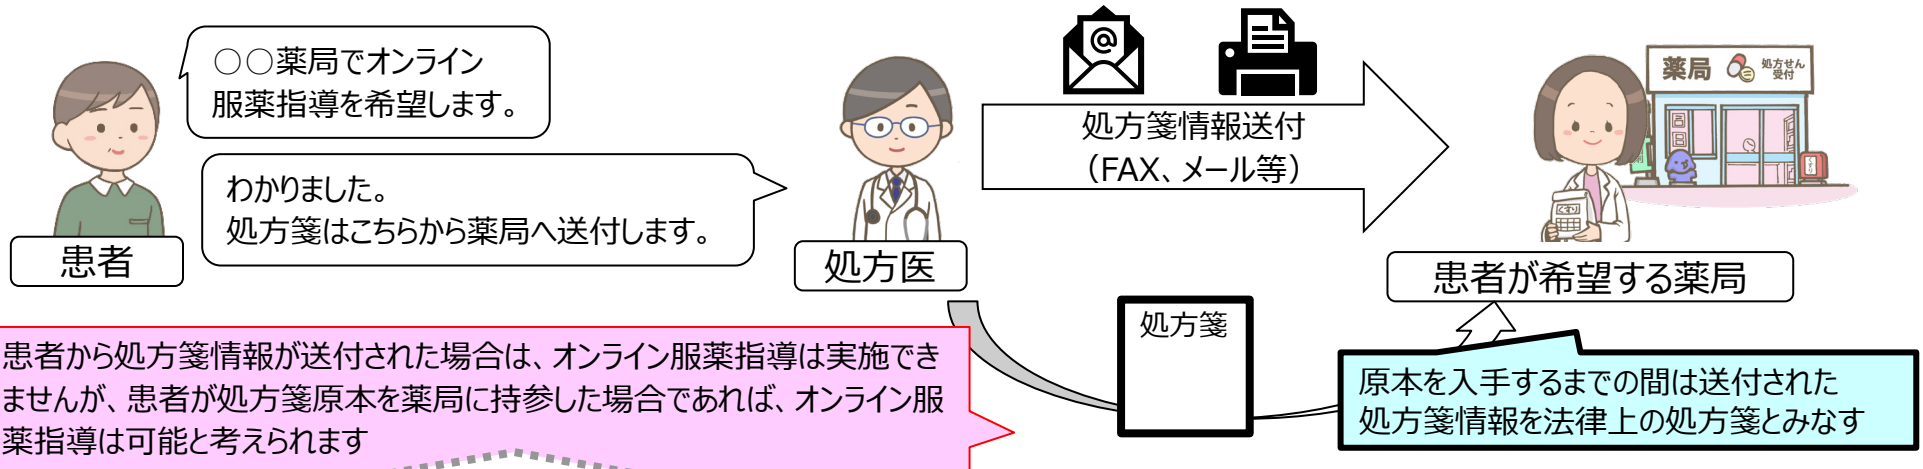 ○○薬局でオンライン
服薬指導を希望します。
わかりました。
処方箋はこちらから薬局へ送付します。
患者
処方医
@
処方箋情報送付
（FAX、メール等）
薬局
処方せん
受付
くすり
患者が希望する薬局
処方箋
患者から処方箋情報が送付された場合は、オンライン服薬指導は実施でき
ませんが、患者が処方箋原本を薬局に持参した場合であれば、オンライン服
薬指導は可能と考えられます
原本を入手するまでの間は送付された
処方箋情報を法律上の処方箋とみなす